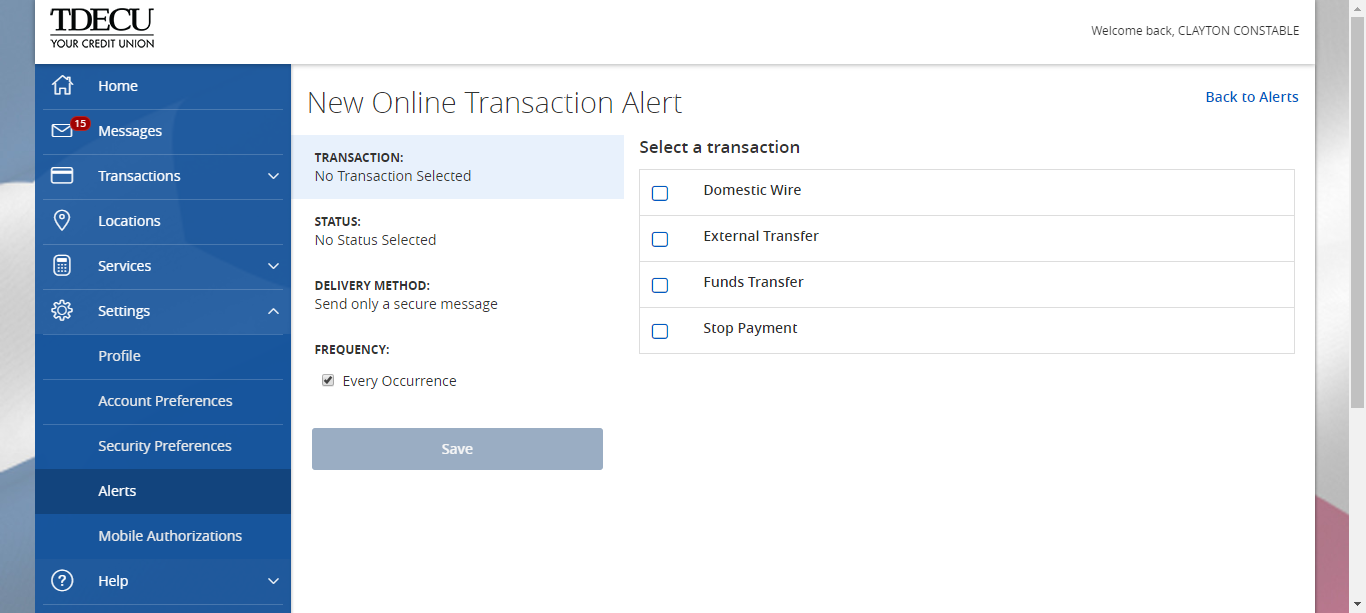 TDECU
YOUR CREDIT UNION
Welcome back, CLAYTON CONSTABLE
Home
15
Messages
Transactions
Locations
Services
Settings
Profile
Account Preferences
Security Preferences
Alerts
Mobile Authorizations
Help
New Online Transaction Alert
Back to Alerts
TRANSACTION:
No Transaction Selected
STATUS:
No Status Selected
DELIVERY METHOD:
Send only a secure message
FREQUENCY:
Every Occurrence
Save
Select a transaction
Domestic Wire
External Transfer
Funds Transfer
Stop Payment